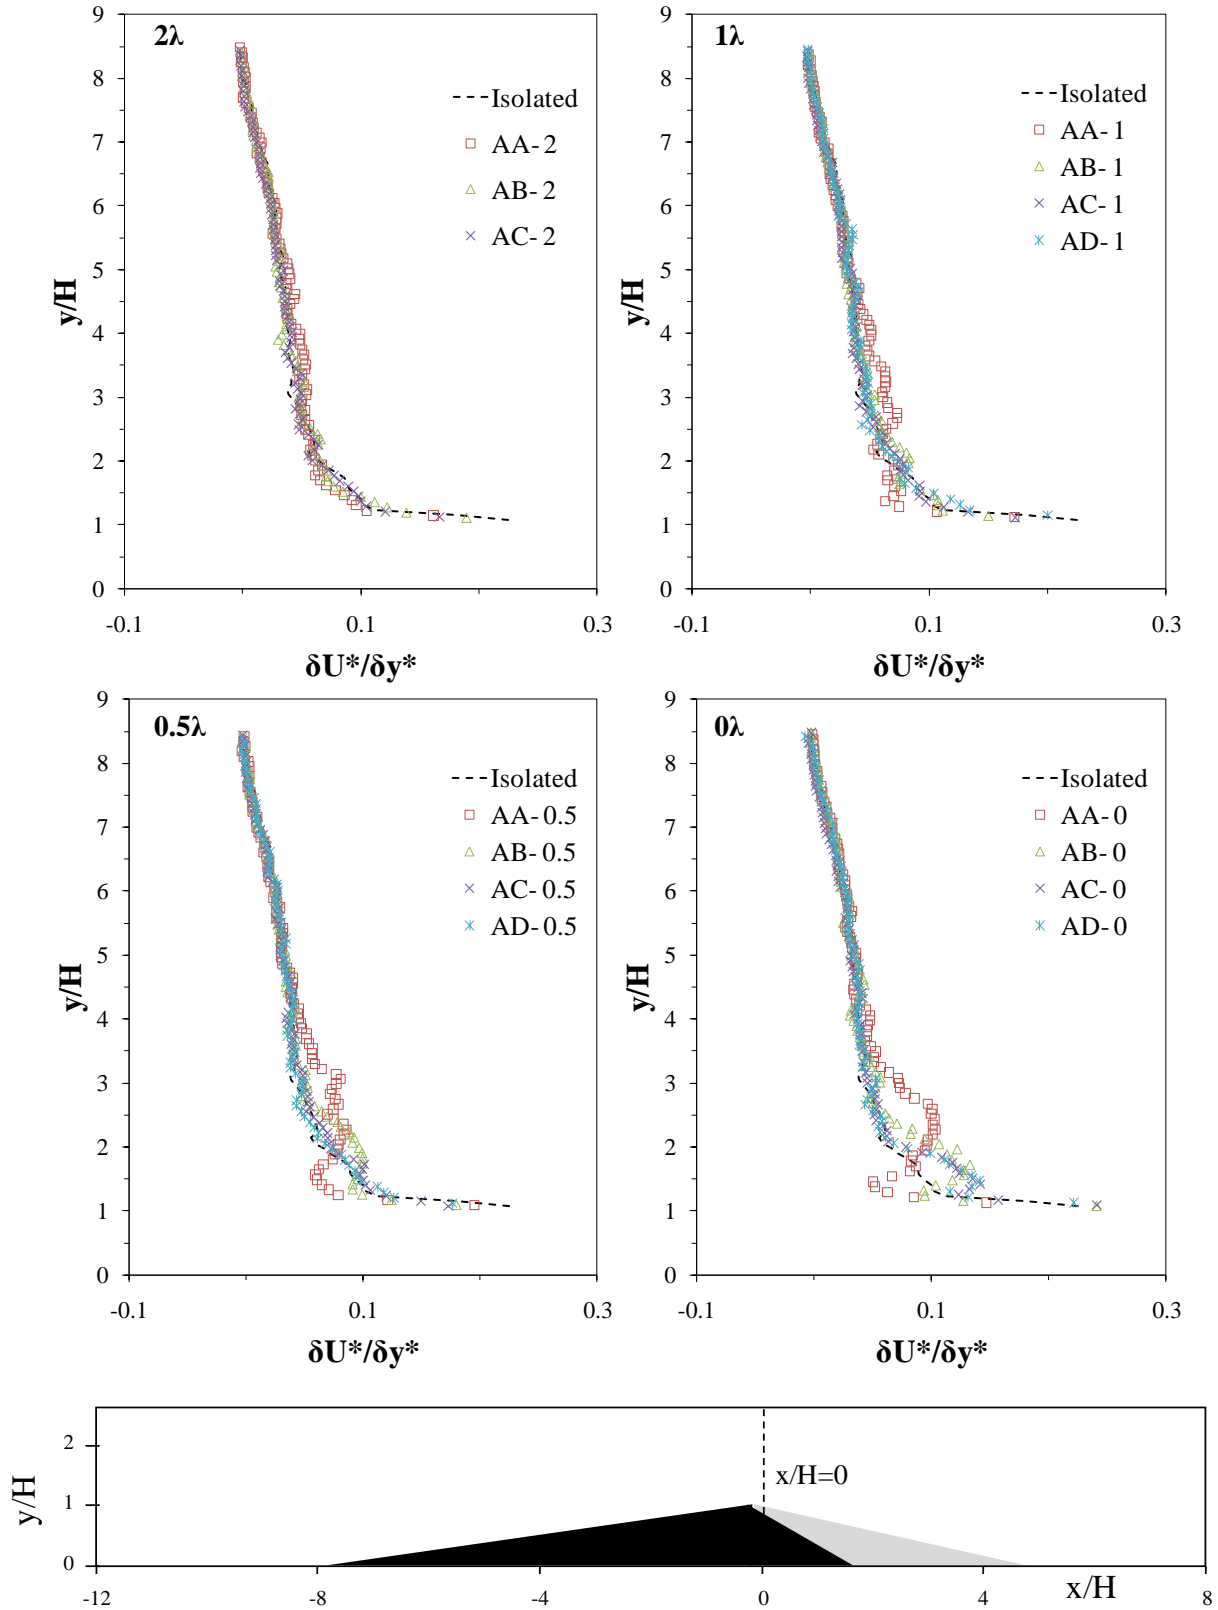 2λ
9
8
7
6
5
4
3
2
1
0
y/H
Isolated
AA- 2
AB- 2
AC- 2
-0.1
0.1
0.3
δU*/δy*
1λ
9
8
7
6
5
4
3
2
1
0
y/H
Isolated
AA- 1
AB- 1
AC- 1
AD- 1
-0.1
0.1
0.3
δU*/δy*
0.5λ
9
8
7
6
5
4
3
2
1
0
y/H
Isolated
AA- 0.5
AB- 0.5
AC- 0.5
AD- 0.5
-0.1
0.1
0.3
δU*/δy*
0λ
9
8
7
6
5
4
3
2
1
0
y/H
Isolated
AA- 0
AB- 0
AC- 0
AD- 0
-0.1
0.1
0.3
δU*/δy*
2
1
0
y/H
x/H=0
-12
-8
-4
0
4
8
x/H